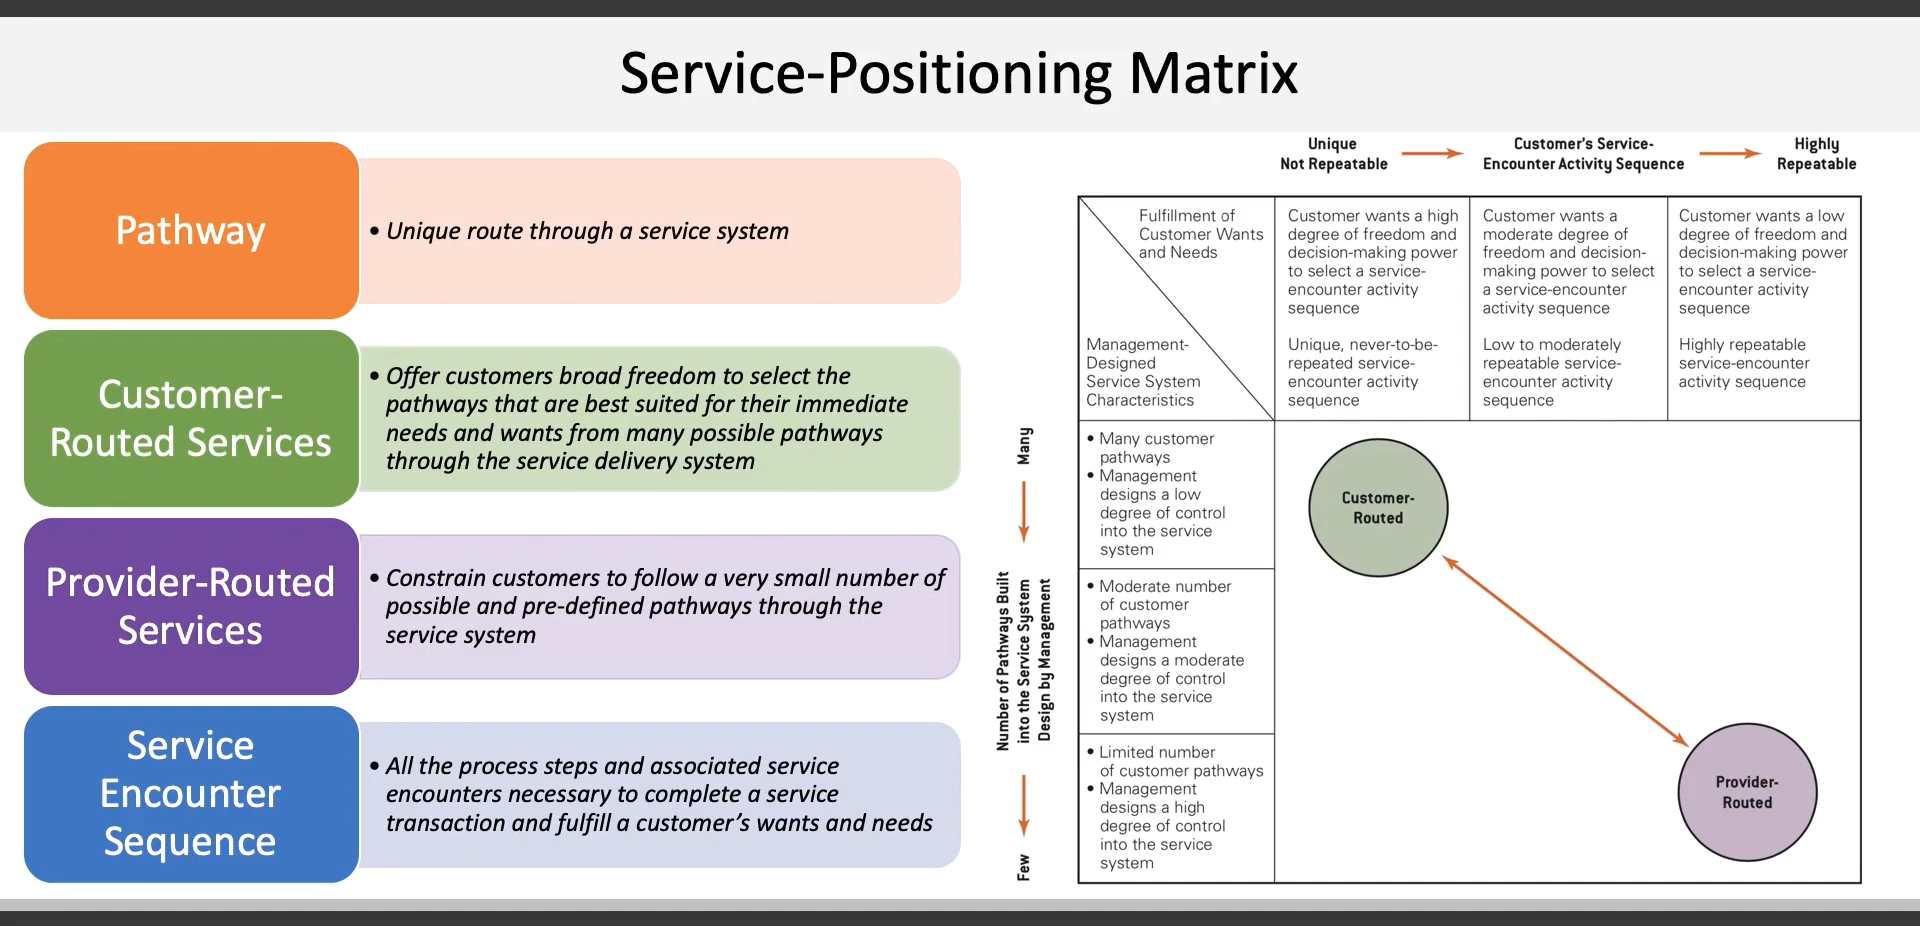 Service-Positioning Matrix
Pathway
• Unique route through a service system
Customer-
Routed Services
• Offer customers broad freedom to select the
pathways that are best suited for their immediate
needs and wants from many possible pathways
through the service delivery system
Provider-Routed
Services
• Constrain customers to follow a very small number of
possible and pre-defined pathways through the
service system
Service
Encounter
Sequence
• All the process steps and associated service
encounters necessary to complete a service
transaction and fulfill a customer's wants and needs
Unique
Not Repeatable
Customer's Service-
Encounter Activity Sequence
Highly
Repeatable
Fulfillment of
Customer Wants
and Needs
Management-
Designed
Service System
Characteristics
Customer wants a high
degree of freedom and
decision-making power
to select a service-
encounter activity
sequence
Unique, never-to-be-
repeated service-
encounter activity
sequence
Customer wants a
moderate degree of
freedom and decision-
making power to select
a service-encounter
activity sequence
Low to moderately
repeatable service-
encounter activity
sequence
Customer wants a low
degree of freedom and
decision-making power
to select a service-
encounter activity
sequence
Highly repeatable
service-encounter
activity sequence
Many
Number of Pathways Built
into the Service System
Design by Management
Few
• Many customer
pathways
• Management
designs a low
degree of control
into the service
system
• Moderate number
of customer
pathways
• Management
designs a moderate
degree of control
into the service
system
• Limited number
of customer pathways
• Management
designs a high
degree of control
into the service
system
Customer-
Routed
Provider-
Routed